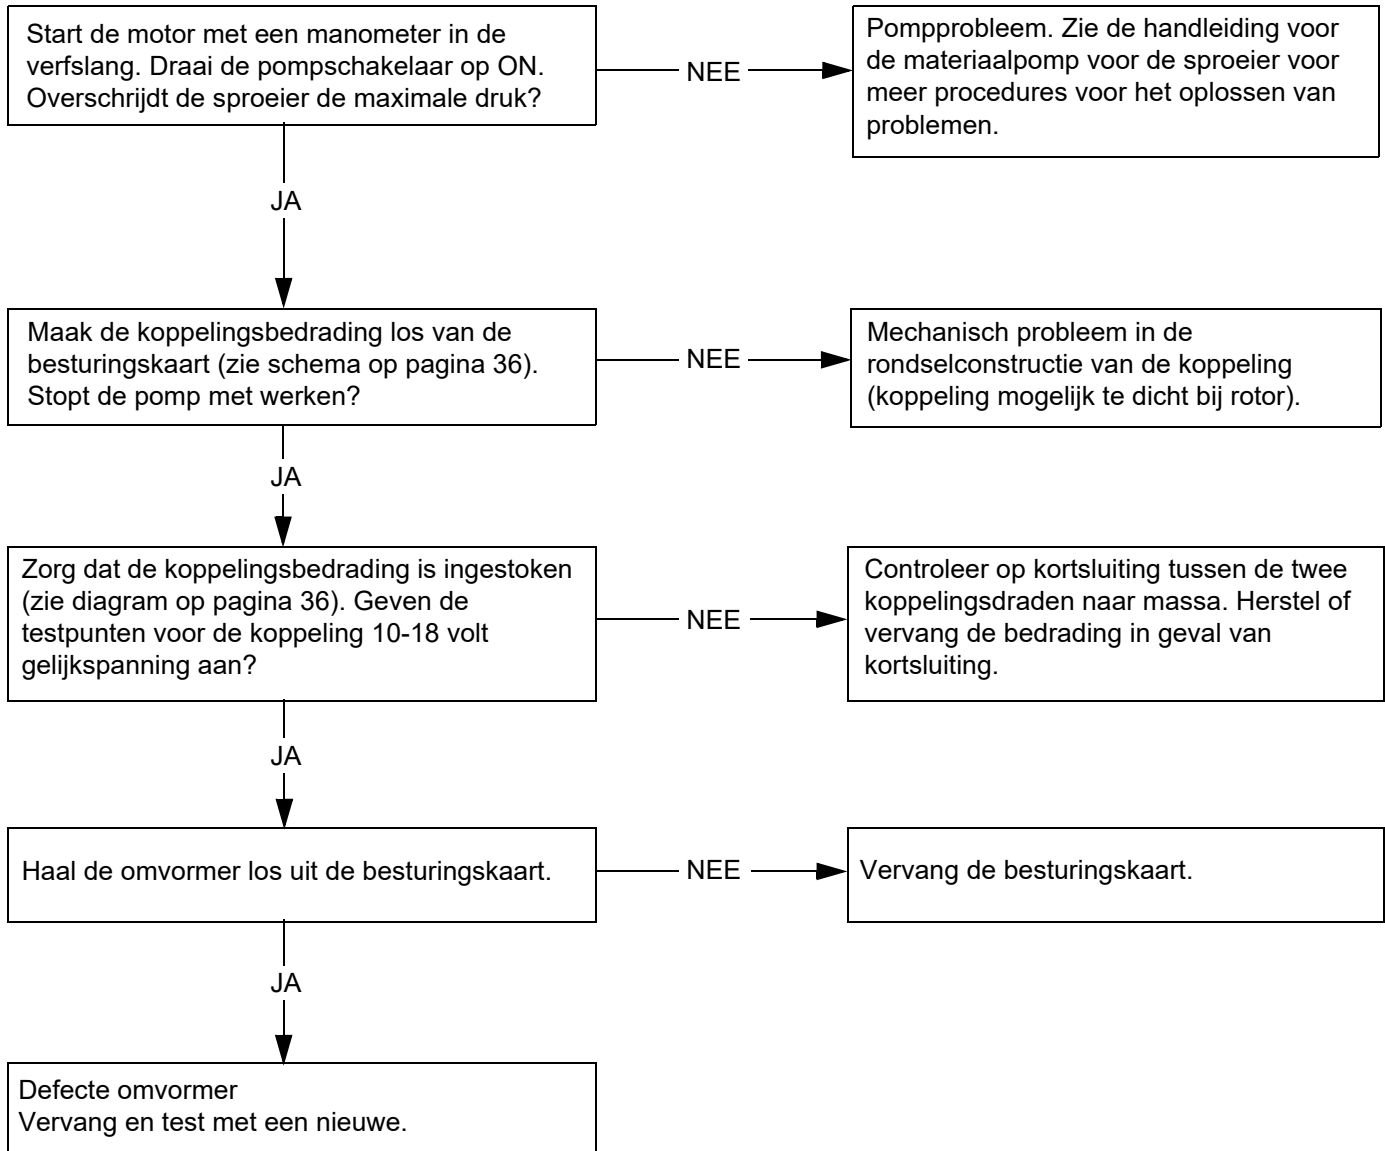 Start de motor met een manometer in de
verfslang. Draai de pompschakelaar op ON.
Overschrijdt de sproeier de maximale druk?
NEE
Pompprobleem. Zie de handleiding voor
de materiaalpomp voor de sproeier voor
meer procedures voor het oplossen van
problemen.
JA
Maak de koppelingsbedrading los van de
besturingskaart (zie schema op pagina 36).
Stopt de pomp met werken?
NEE
Mechanisch probleem in de
rondselconstructie van de koppeling
(koppeling mogelijk te dicht bij rotor).
JA
Zorg dat de koppelingsbedrading is ingestoken
(zie diagram op pagina 36). Geven de
testpunten voor de koppeling 10-18 volt
gelijkspanning aan?
NEE
Controleer op kortsluiting tussen de twee
koppelingsdraden naar massa. Herstel of
vervang de bedrading in geval van
kortsluiting.
JA
Haal de omvormer los uit de besturingskaart.
NEE
Vervang de besturingskaart.
JA
Defecte omvormer
Vervang en test met een nieuwe.